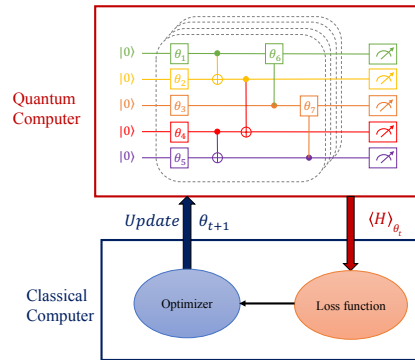 |0⟩ θ1 θ6
|0⟩ θ2
|0⟩ θ3 θ7
|0⟩ θ4
|0⟩ θ5
Quantum
Computer
Update θt+1
⟨H⟩θt
Classical
Computer
Optimizer
Loss function